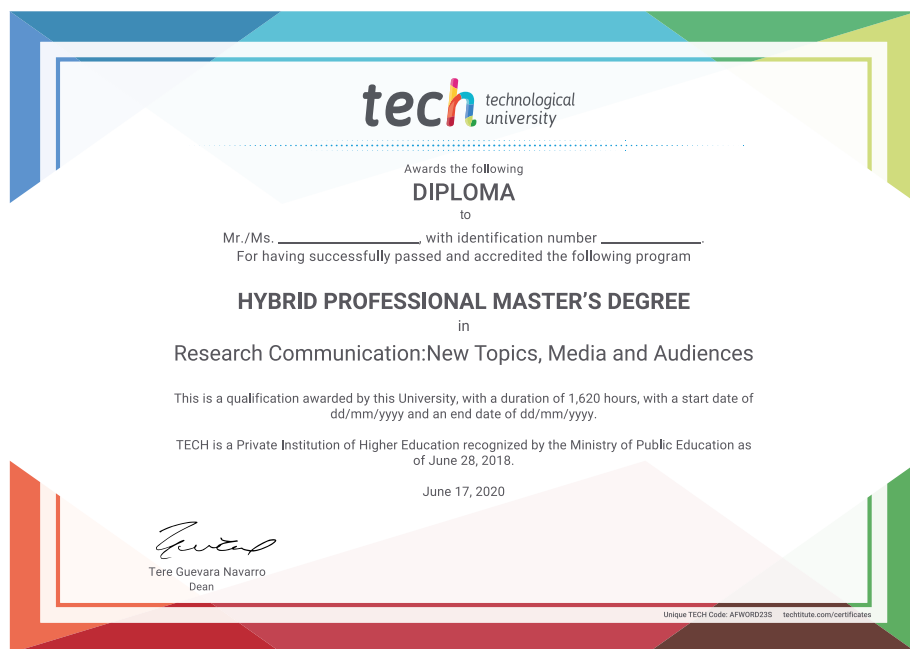 tech technological
university
Awards the following
DIPLOMA
to
Mr./Ms. ____________________, with identification number ______________.
For having successfully passed and accredited the following program
HYBRID PROFESSIONAL MASTER'S DEGREE
in
Research Communication:New Topics, Media and Audiences
This is a qualification awarded by this University, with a duration of 1,620 hours, with a start date of
dd/mm/yyyy and an end date of dd/mm/yyyy.
TECH is a Private Institution of Higher Education recognized by the Ministry of Public Education as
of June 28, 2018.
June 17, 2020
Tere Guevara Navarro
Dean
Unique TECH Code: AFWORD23S techtitute.com/certificates